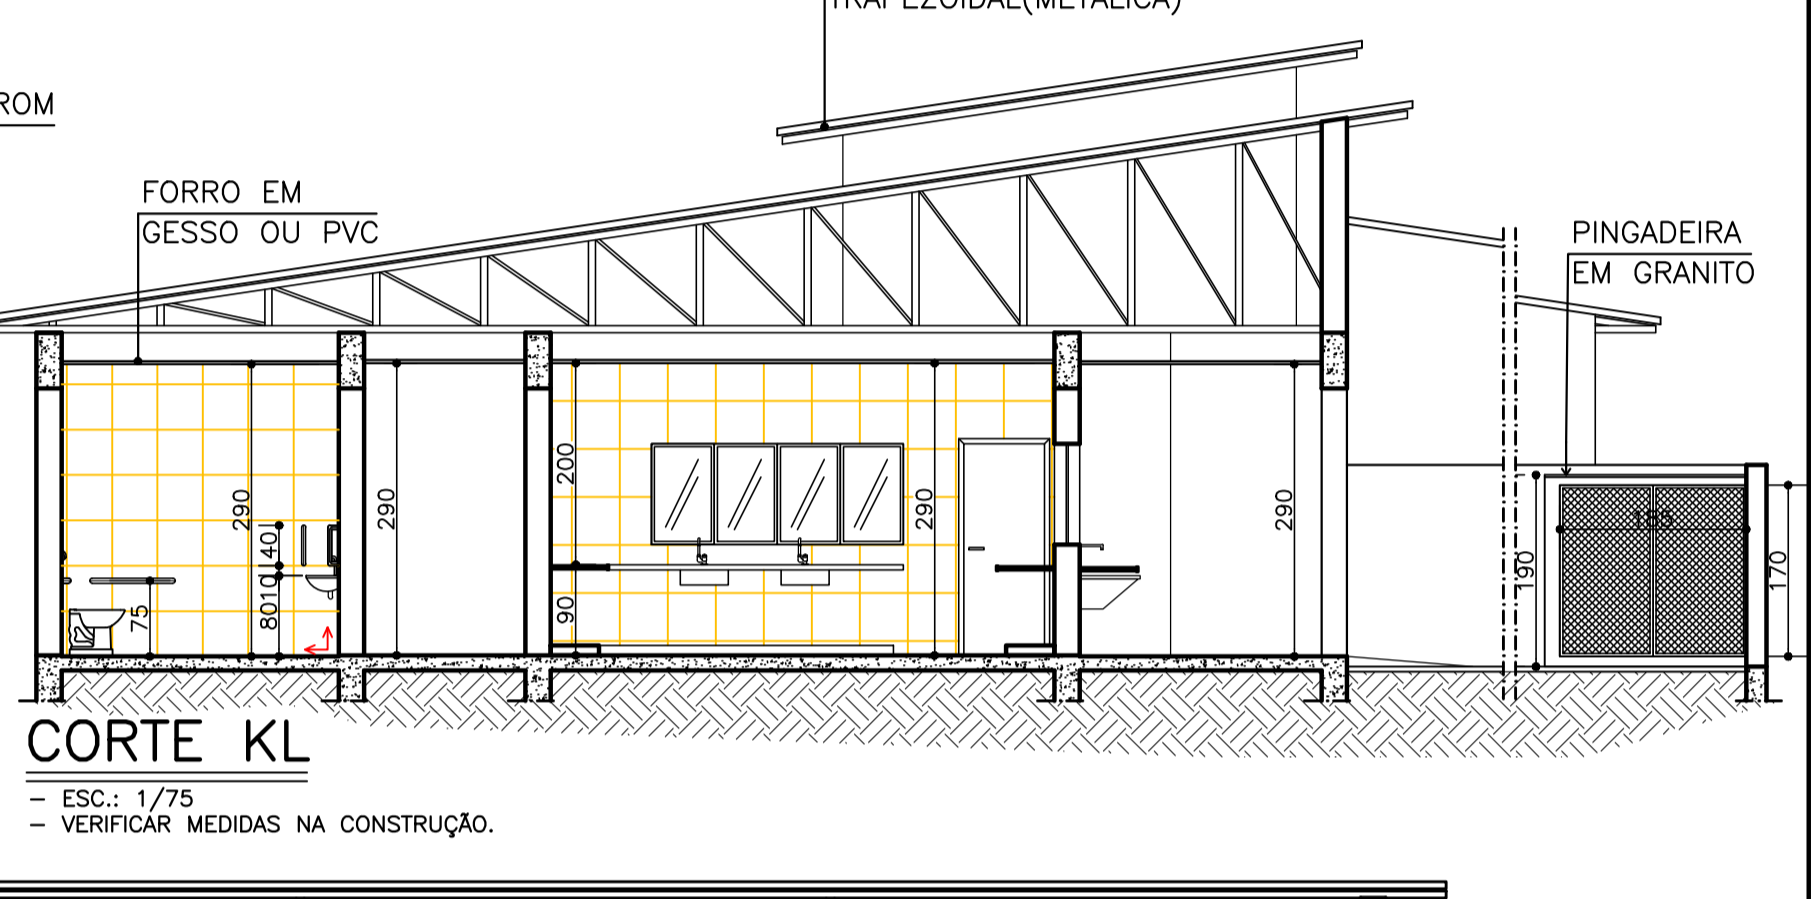 TRAPEZOIDAL(METÁLICA)
ROM
FORRO EM
GESSO OU PVC
PINGADEIRA
EM GRANITO
290
40
10
80
75
290
200
90
290
290
190
185
170
CORTE KL
- ESC.: 1/75
- VERIFICAR MEDIDAS NA CONSTRUÇÃO.